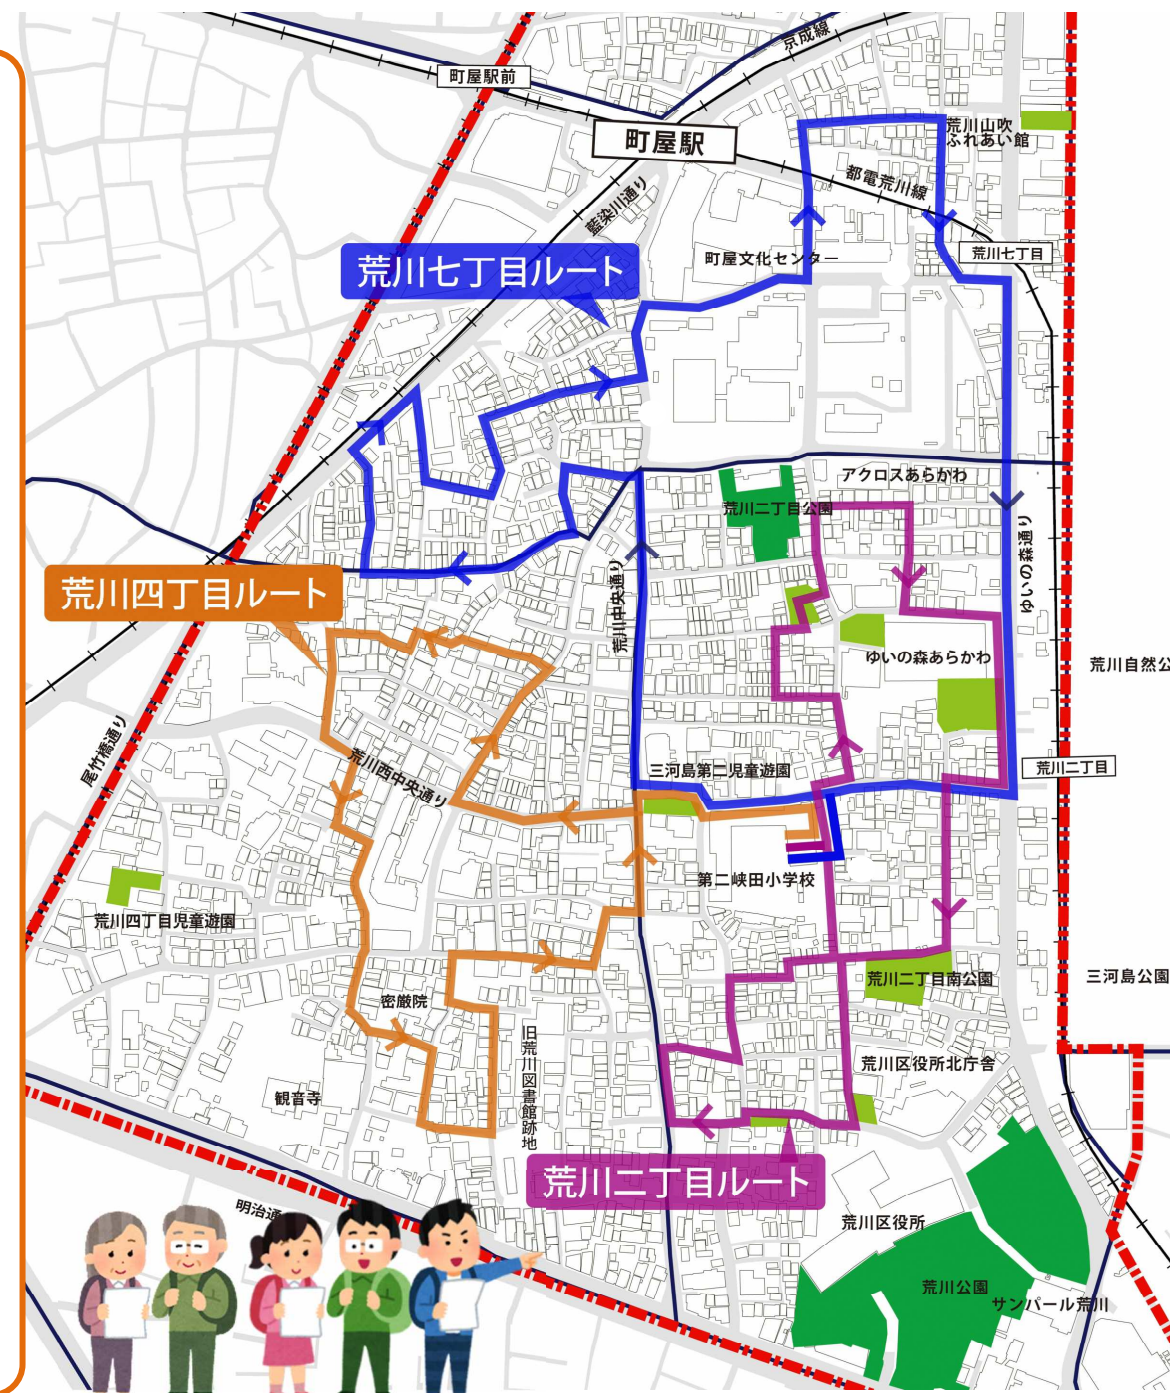 京成線
町屋駅前
町屋駅
荒川山吹
ふれあい館
都電荒川線
藍染川通り
荒川七丁目
町屋文化センター
荒川七丁目ルート
アクロスあらかわ
荒川二丁目公園
ゆいの森通り
荒川中央通り
荒川四丁目ルート
ゆいの森あらかわ
荒川自然公
尾竹橋通り
荒川西中央通り
三河島第二児童遊園
荒川二丁目
第二峡田小学校
荒川四丁目児童遊園
荒川二丁目南公園
三河島公園
密厳院
旧荒川図書館跡地
荒川区役所北庁舎
観音寺
荒川二丁目ルート
明治通
荒川区役所
荒川公園
サンパール荒川